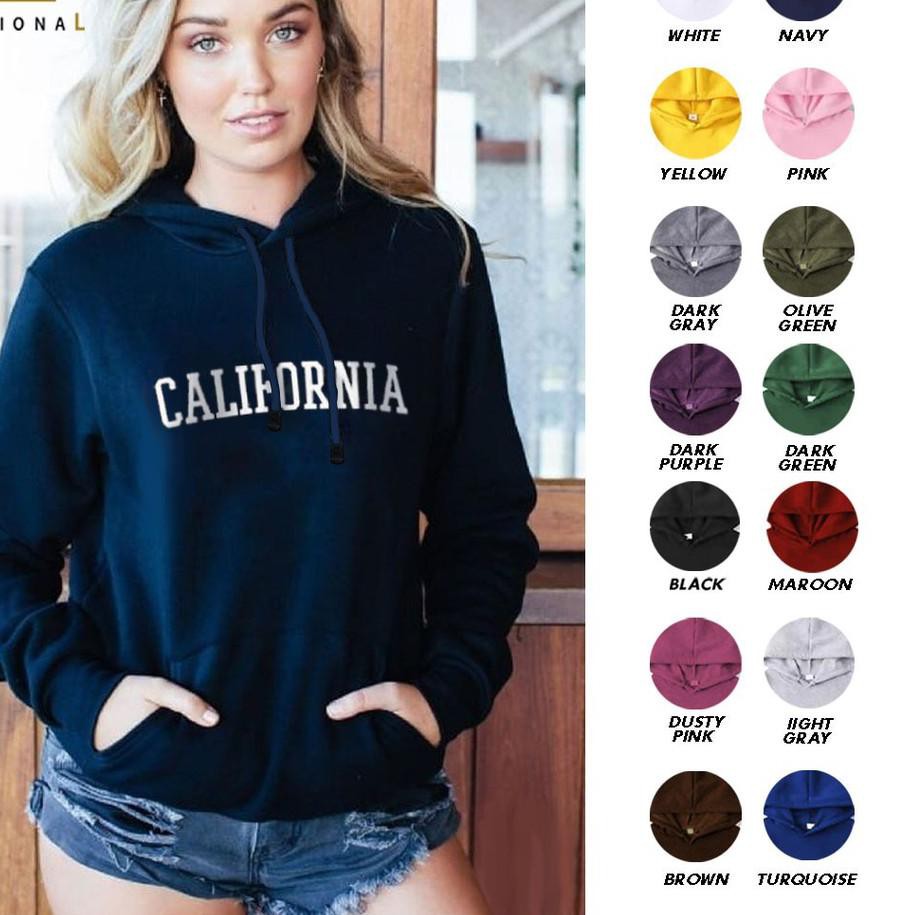 IONAL
CALIFORNIA
WHITE
NAVY
YELLOW
PINK
DARK
GRAY
OLIVE
GREEN
DARK
PURPLE
DARK
GREEN
BLACK
MAROON
DUSTY
PINK
IIGHT
GRAY
BROWN
TURQUOISE